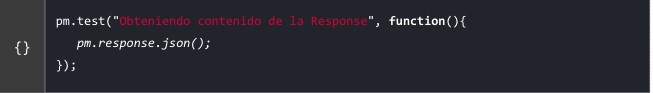 {}
pm.test("Obteniendo contenido de la Response", function(){
pm.response.json();
});